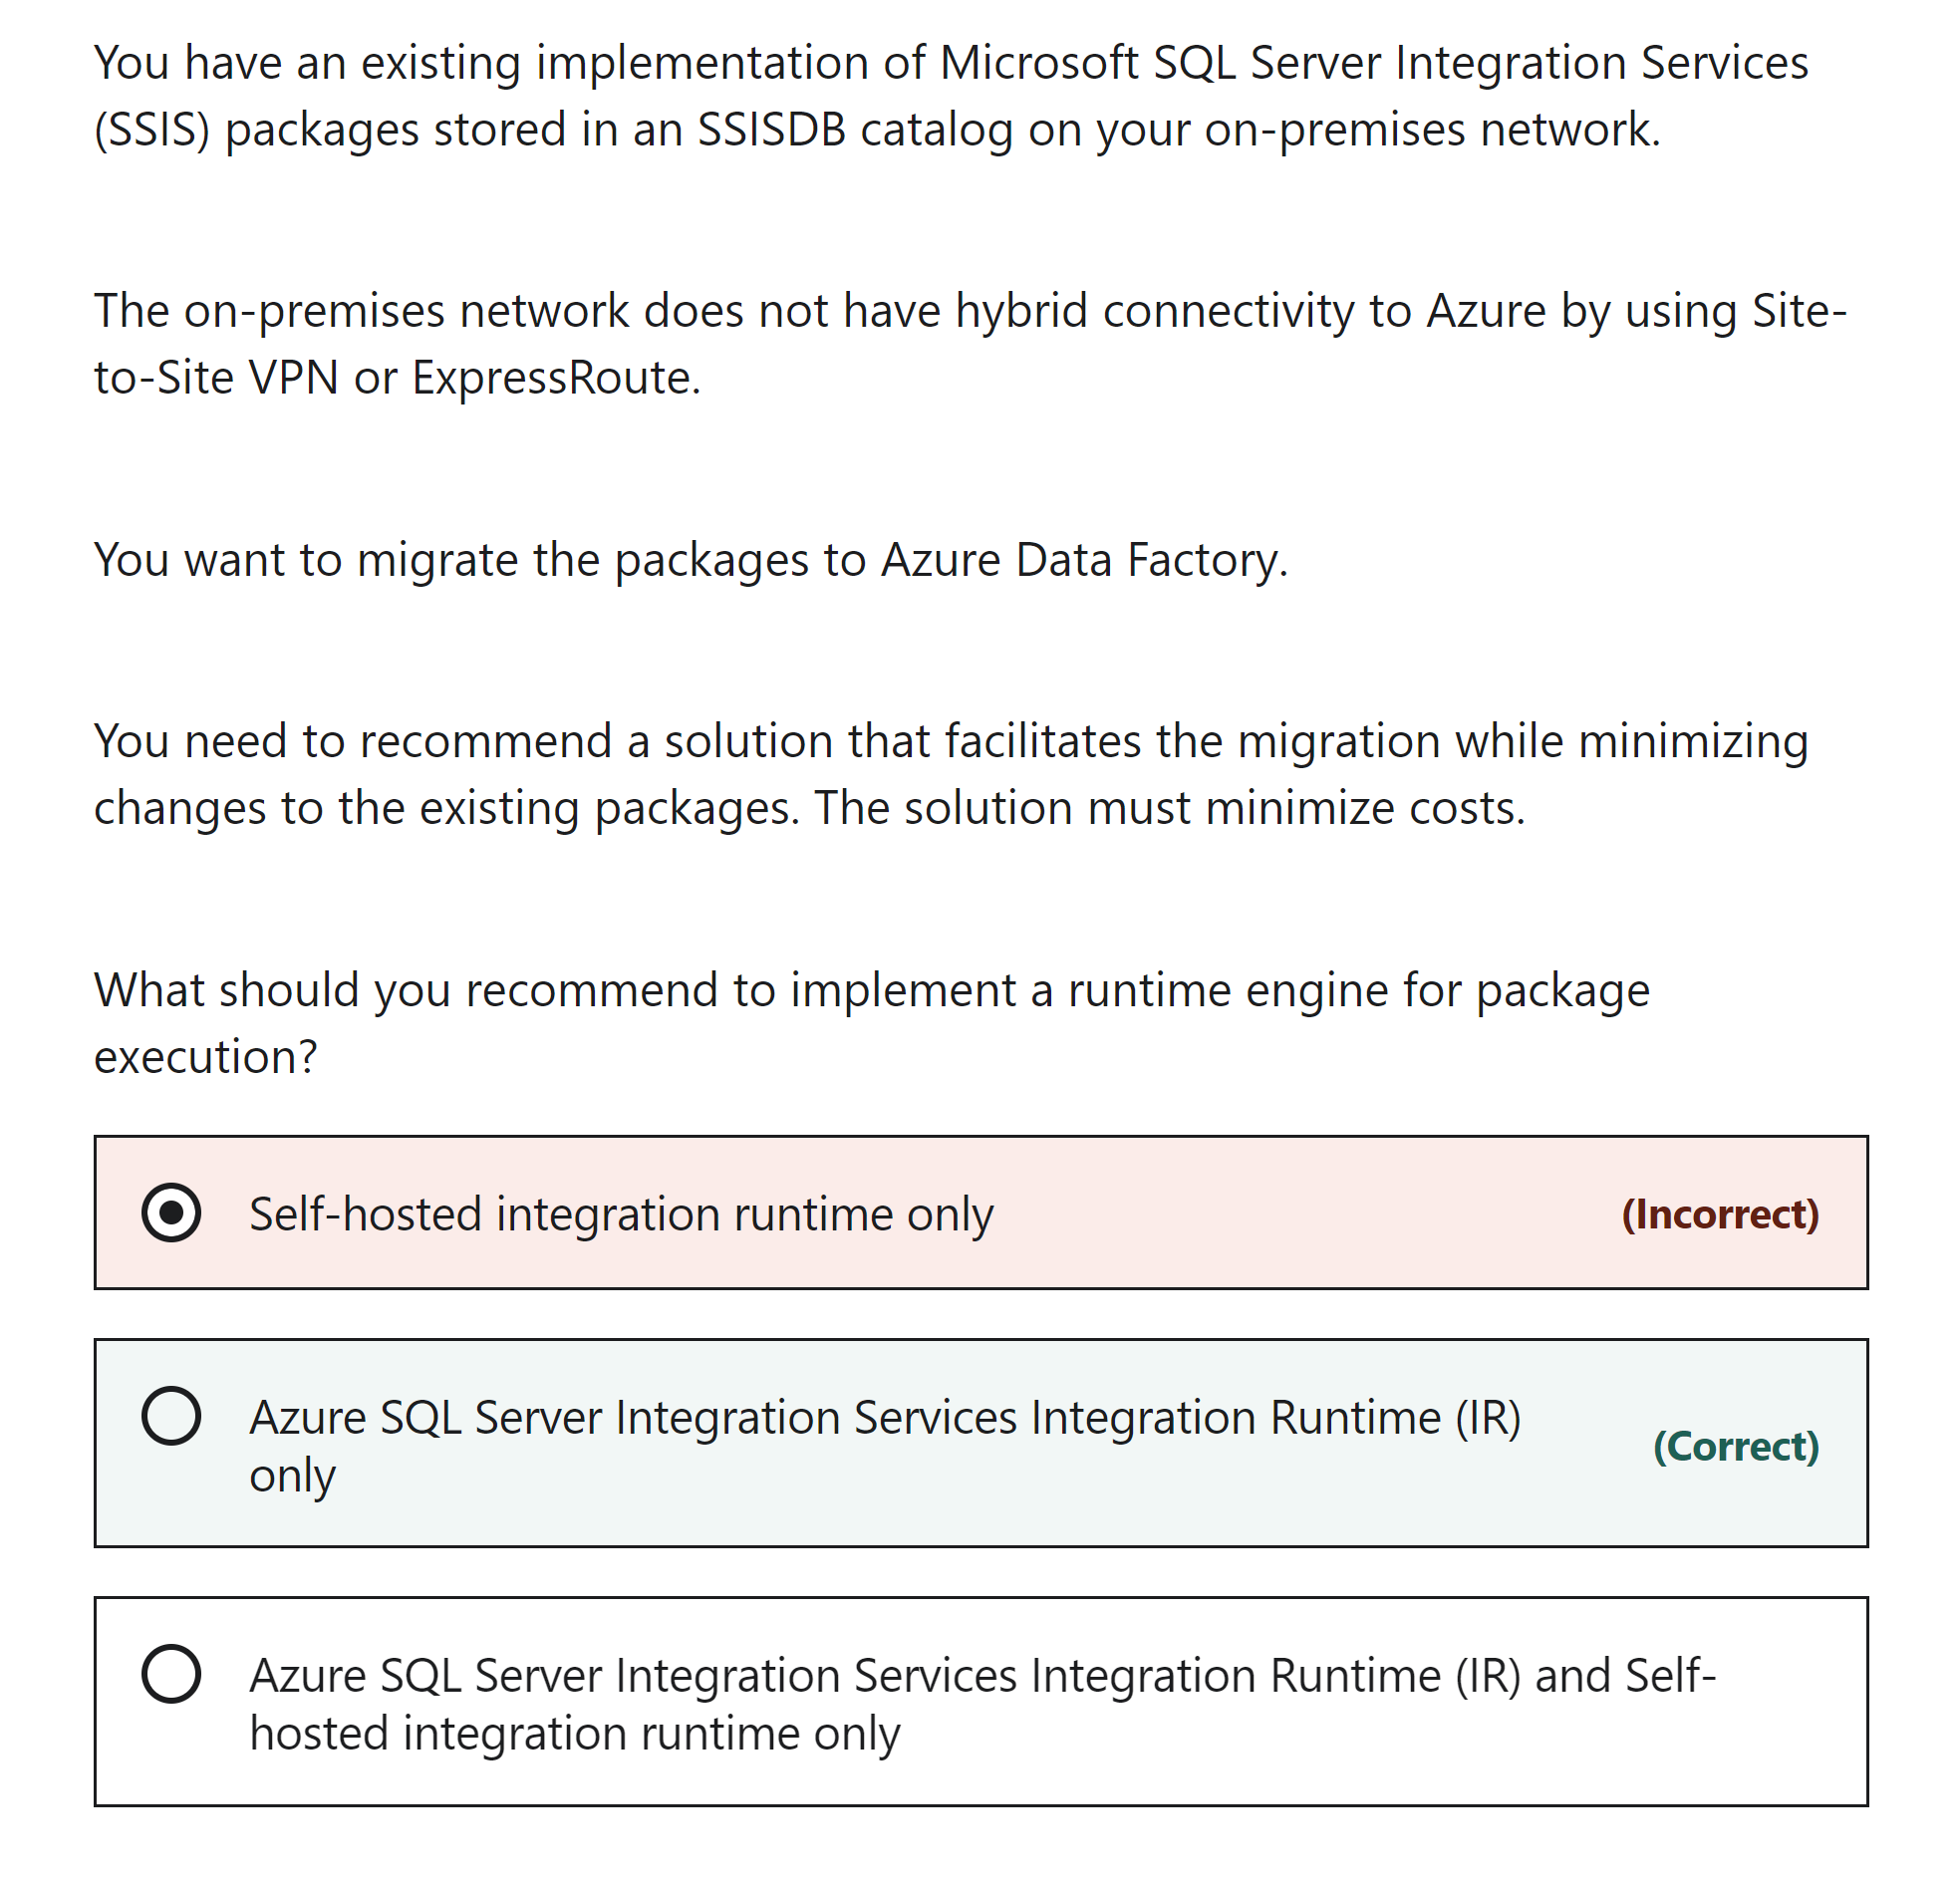 You have an existing implementation of Microsoft SQL Server Integration Services
(SSIS) packages stored in an SSISDB catalog on your on-premises network.
The on-premises network does not have hybrid connectivity to Azure by using Site-
to-Site VPN or ExpressRoute.
You want to migrate the packages to Azure Data Factory.
You need to recommend a solution that facilitates the migration while minimizing
changes to the existing packages. The solution must minimize costs.
What should you recommend to implement a runtime engine for package
execution?
Self-hosted integration runtime only (Incorrect)
Azure SQL Server Integration Services Integration Runtime (IR)
only
(Correct)
Azure SQL Server Integration Services Integration Runtime (IR) and Self-
hosted integration runtime only